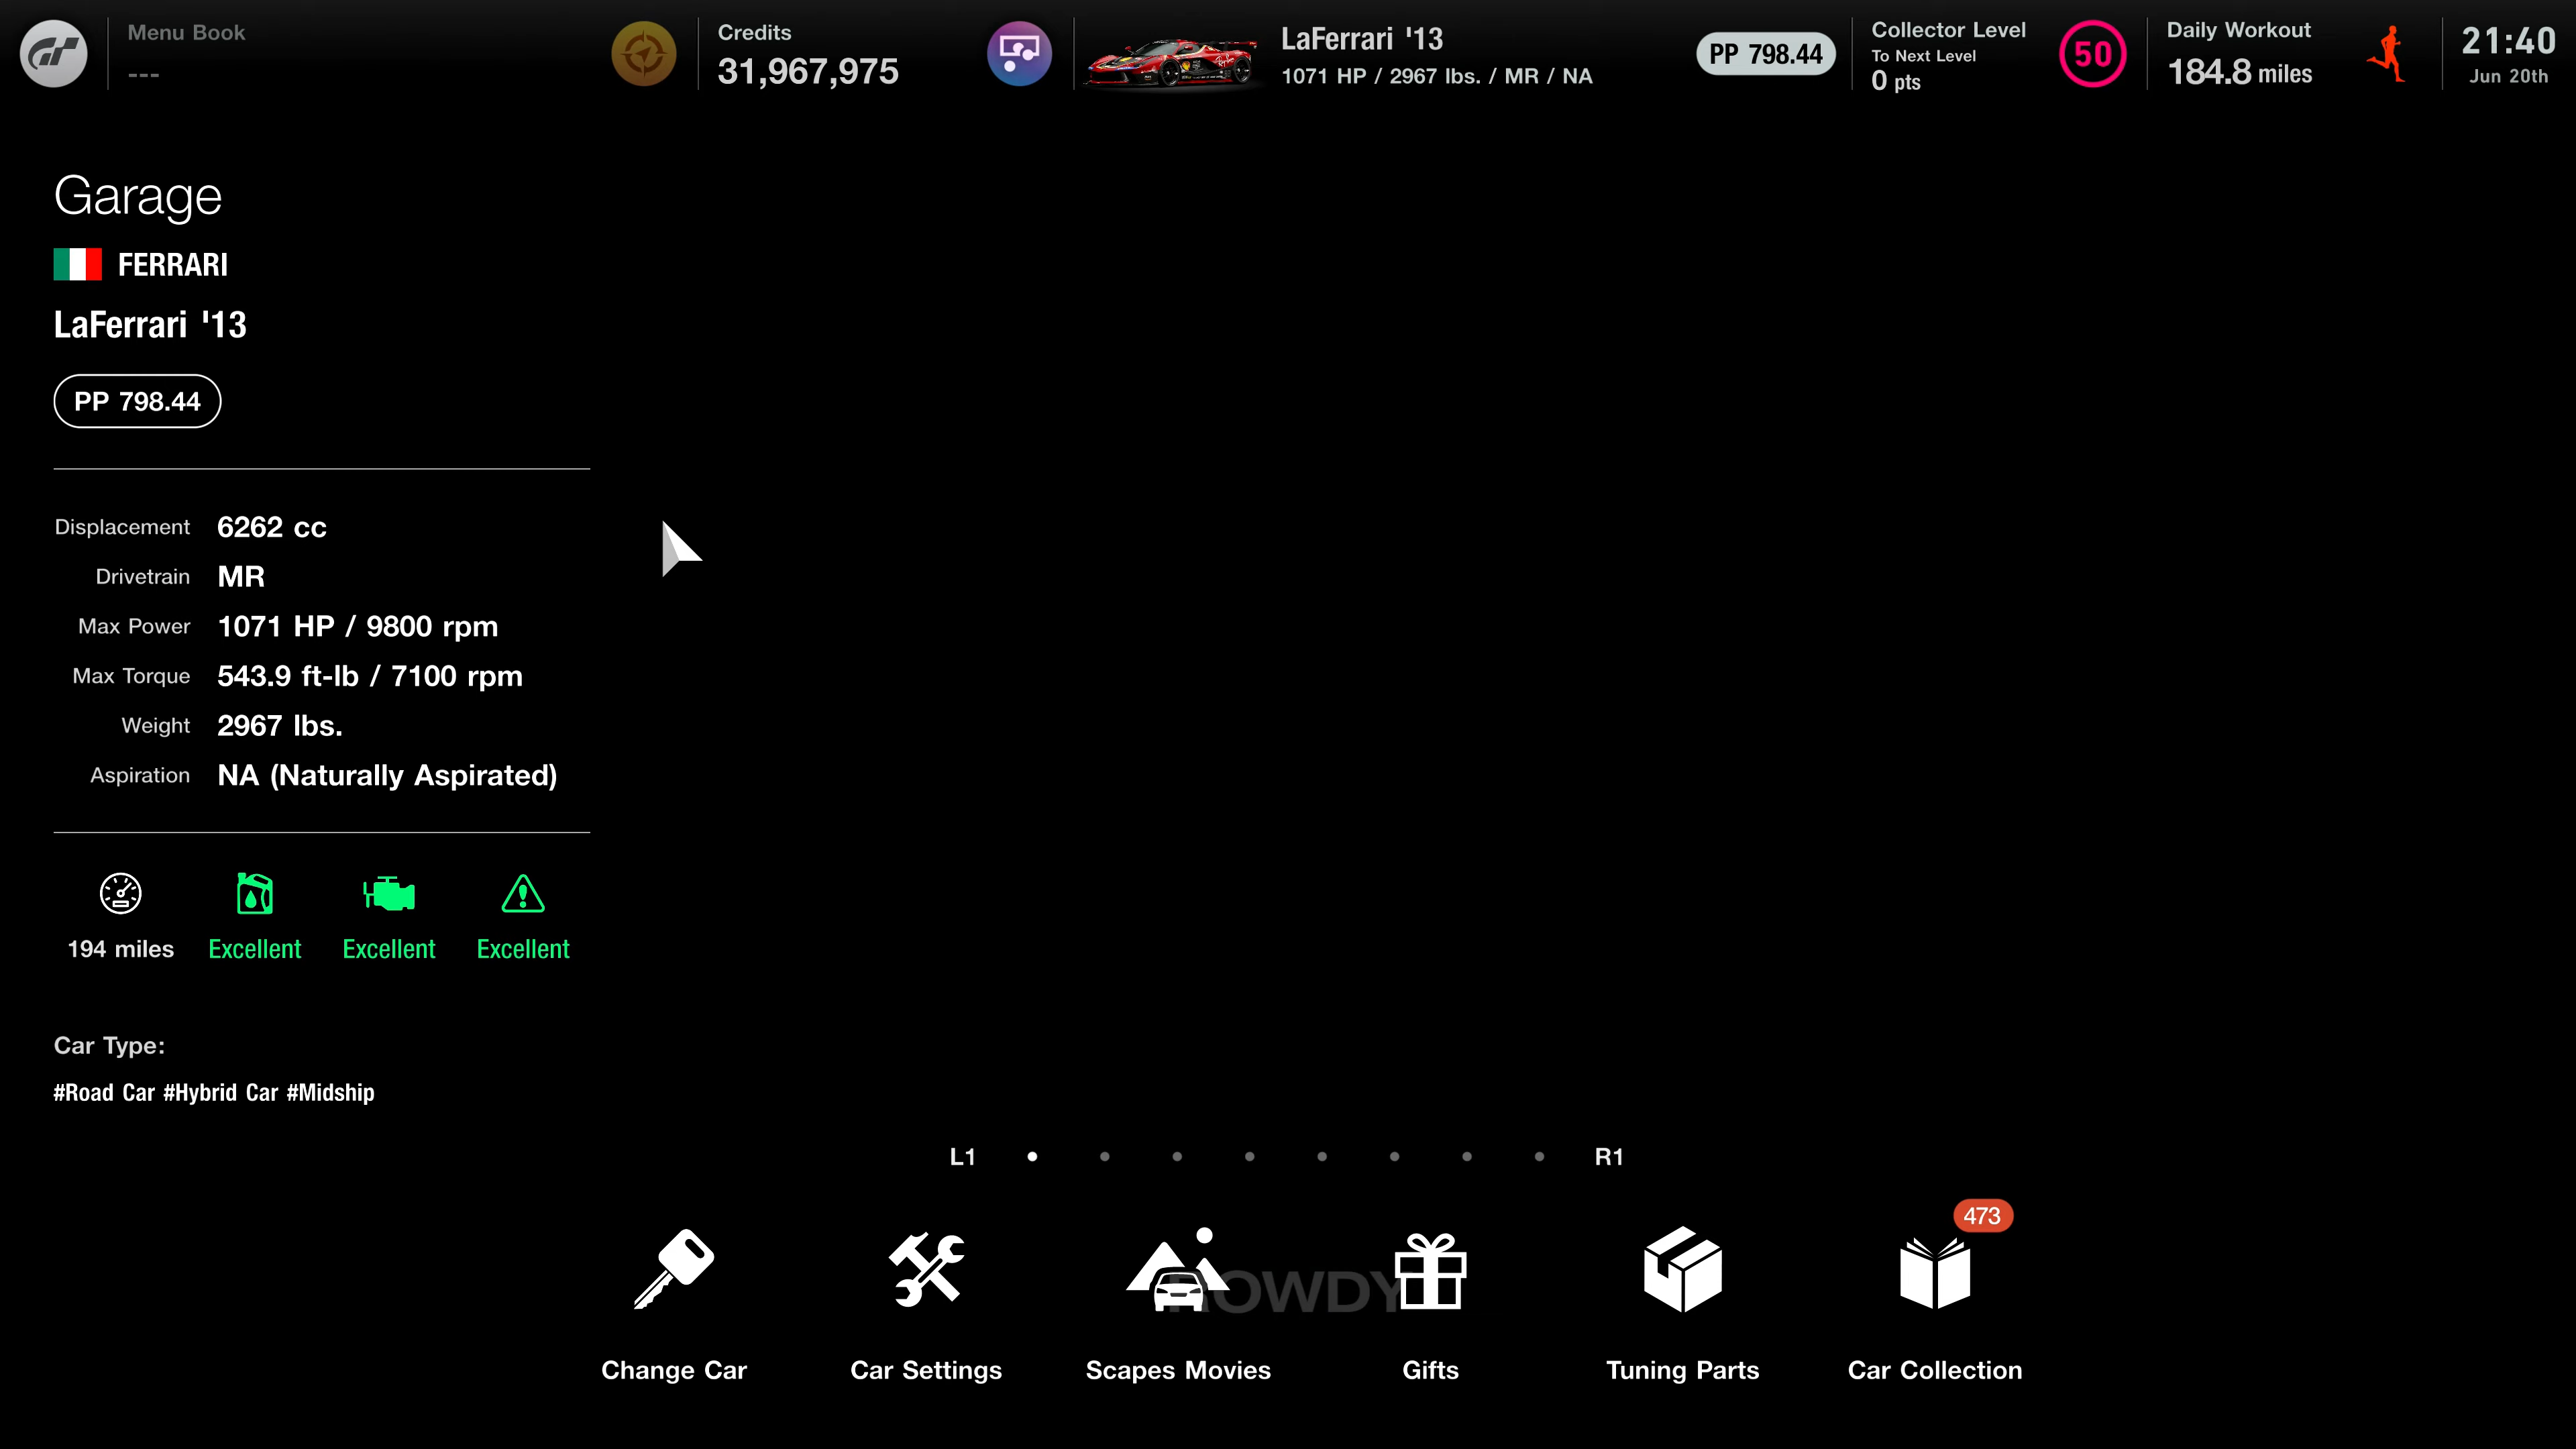 Menu Book
---
Credits
31,967,975
LaFerrari '13
1071 HP / 2967 lbs. / MR / NA
PP 798.44
Collector Level
To Next Level
0 pts
50
Daily Workout
184.8 miles
21:40
Jun 20th
Garage
FERRARI
LaFerrari '13
PP 798.44
Displacement 6262 cc
Drivetrain MR
Max Power 1071 HP / 9800 rpm
Max Torque 543.9 ft-lb / 7100 rpm
Weight 2967 lbs.
Aspiration NA (Naturally Aspirated)
194 miles Excellent Excellent Excellent
Car Type:
#Road Car #Hybrid Car #Midship
L1 R1
473
ROWDY
Change Car Car Settings Scapes Movies Gifts Tuning Parts Car Collection